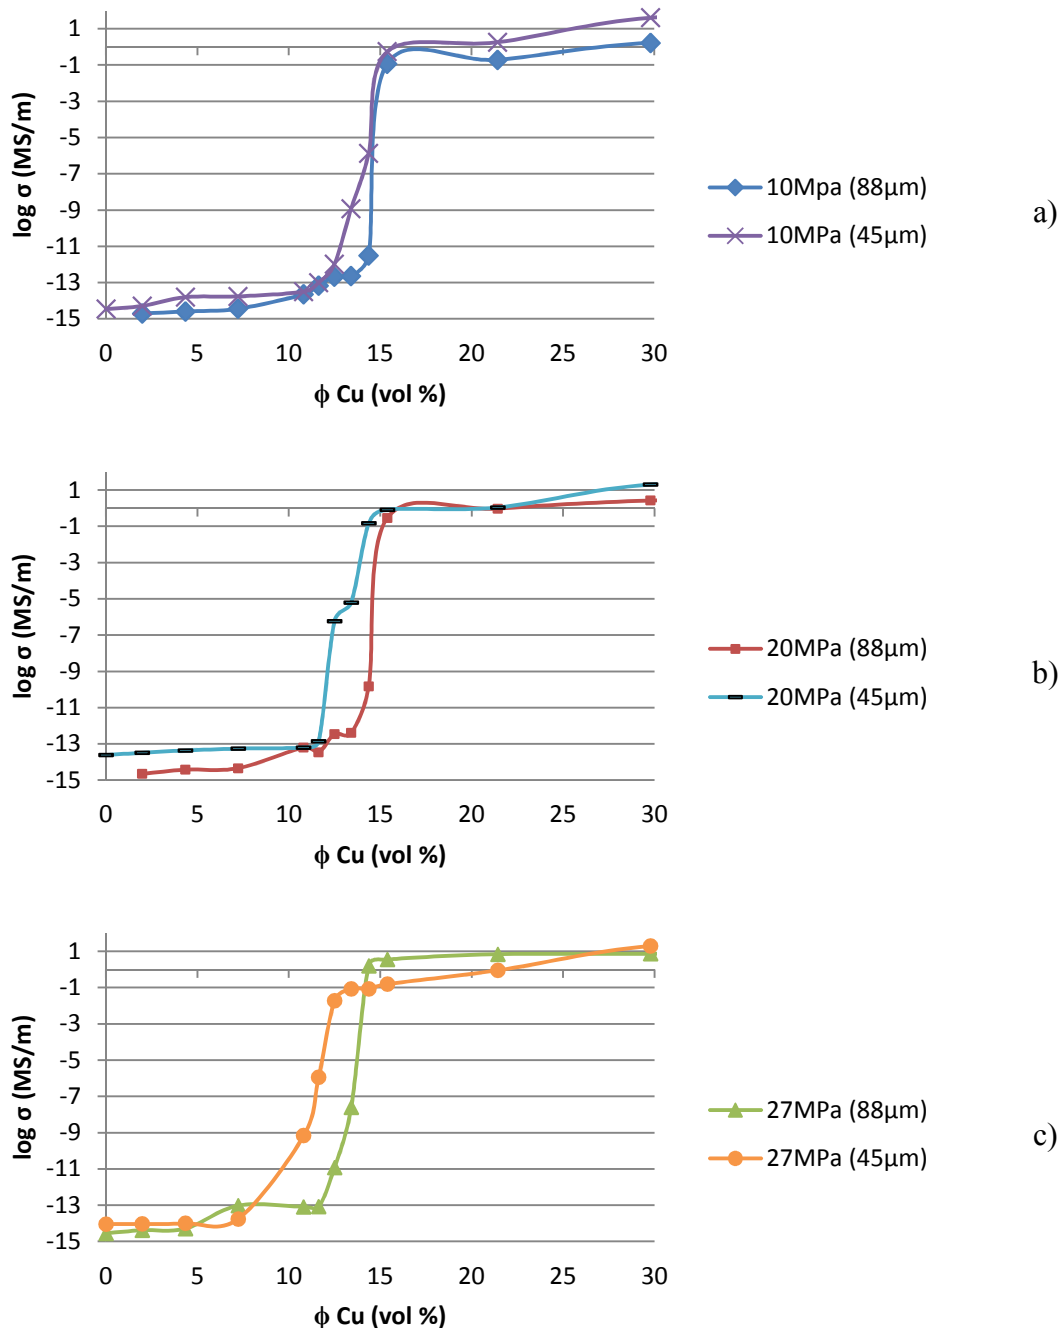 1
-1
-3
-5
-7
-9
-11
-13
-15
log σ (MS/m)
0 5 10 15 20 25 30
ϕ Cu (vol %)
10Mpa (88µm)
10MPa (45µm)
a)
1
-1
-3
-5
-7
-9
-11
-13
-15
log σ (MS/m)
0 5 10 15 20 25 30
ϕ Cu (vol %)
20MPa (88µm)
20MPa (45µm)
b)
1
-1
-3
-5
-7
-9
-11
-13
-15
log σ (MS/m)
0 5 10 15 20 25 30
ϕ Cu (vol %)
27MPa (88µm)
27MPa (45µm)
c)